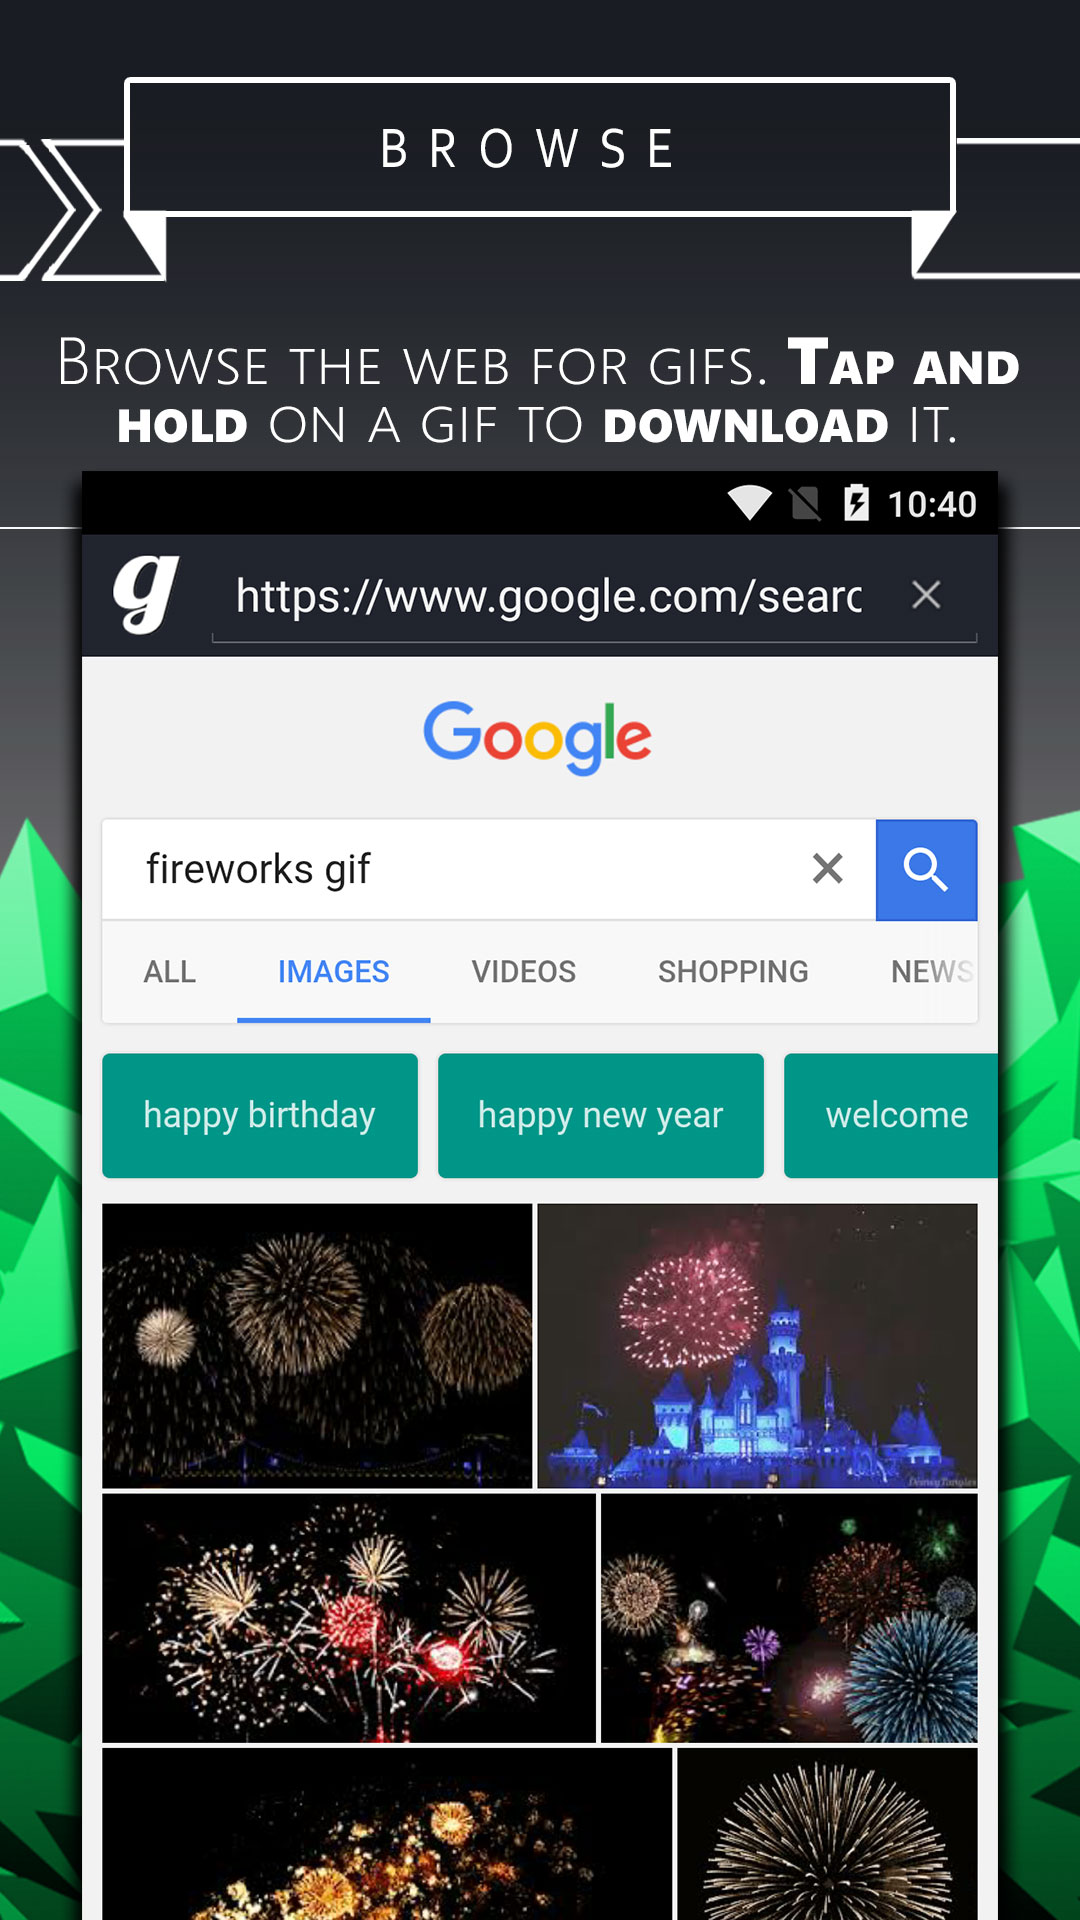 BROWSE
BROWSE THE WEB FOR GIFS. TAP AND
HOLD ON A GIF TO DOWNLOAD IT.
10:40
g
https://www.google.com/searc
Google
fireworks gif
ALL IMAGES VIDEOS SHOPPING NEWS
happy birthday happy new year welcome